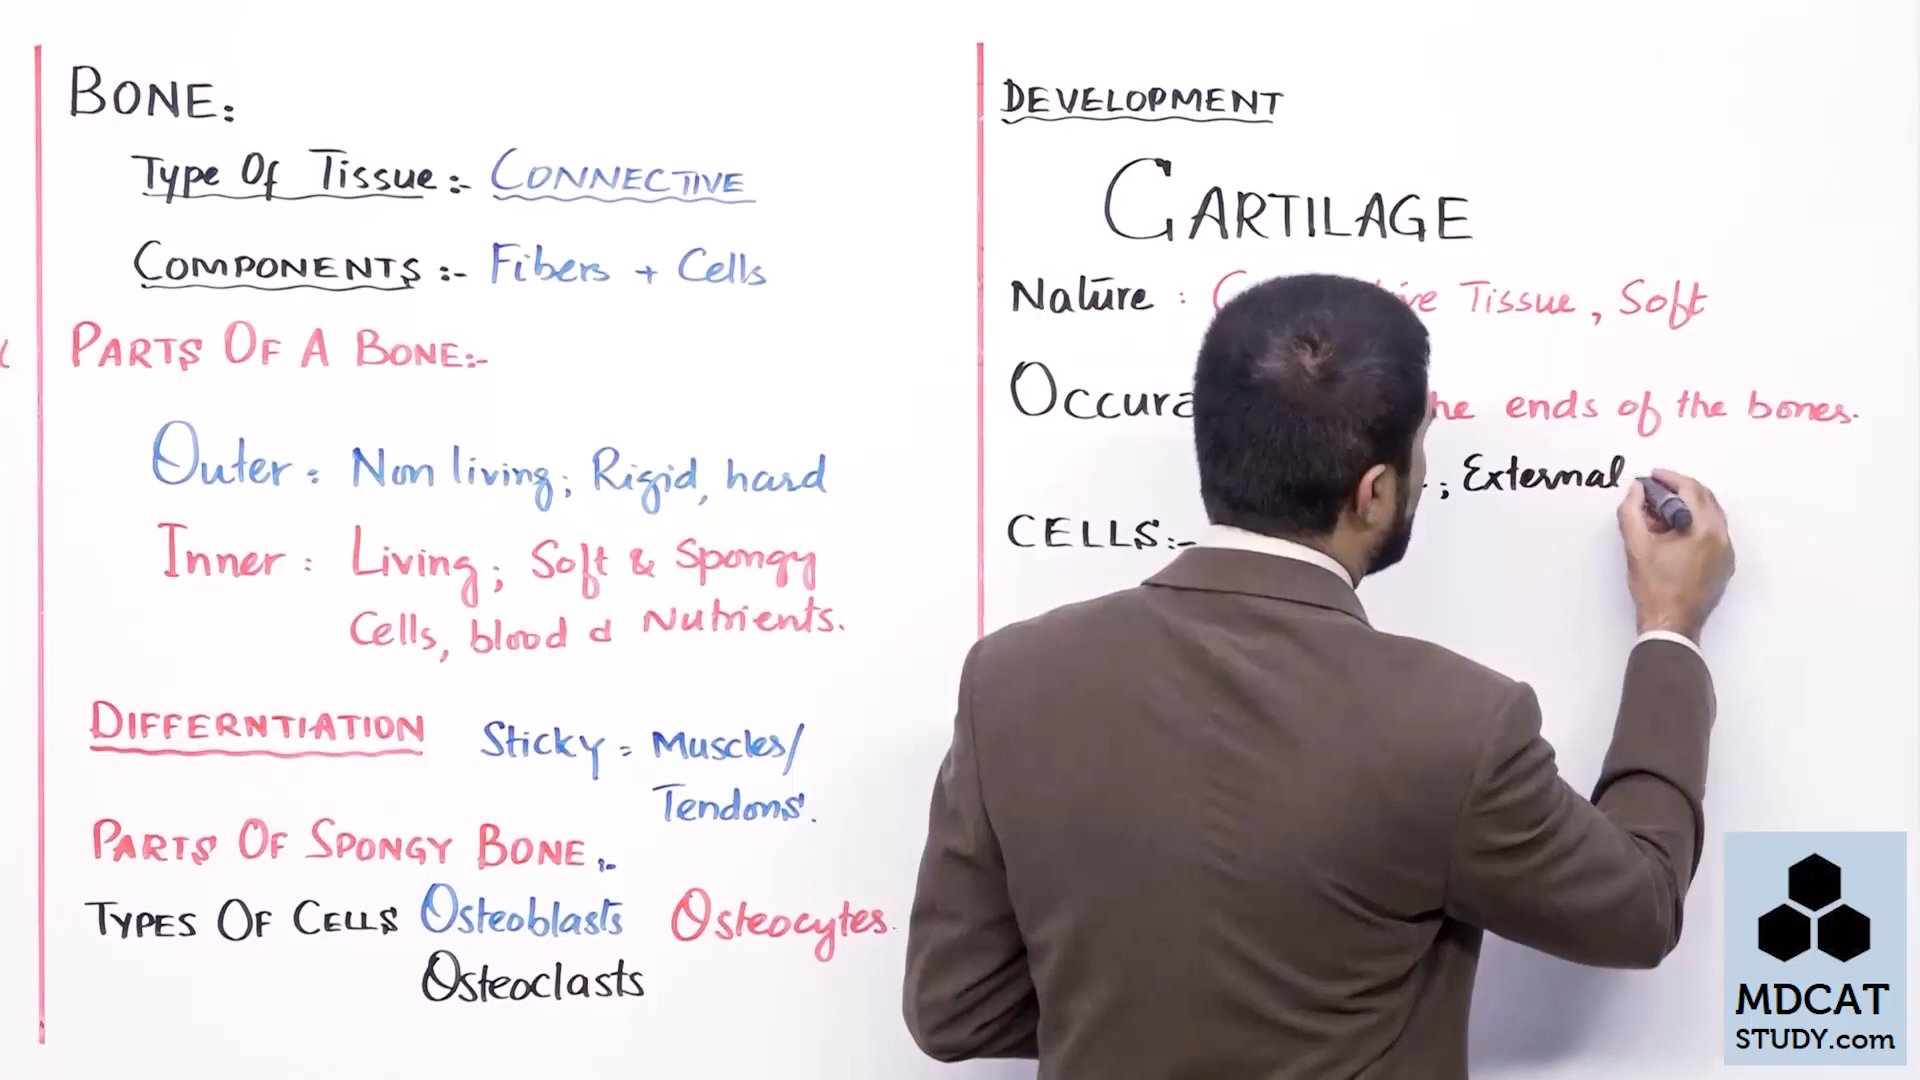 BONE:
Type Of Tissue:- CONNECTIVE
COMPONENTS :- Fibers + Cells
PARTS OF A BONE:-
Outer : Non living; Rigid, hard
Inner : Living; Soft & Spongy
Cells, blood d Nutrients.
DIFFERNTIATION
Sticky = Muscles/
Tendons.
PARTS OF SPONGY BONE:-
TYPES OF CELLS Osteoblasts Osteocytes.
Osteoclasts
DEVELOPMENT
CARTILAGE
Nature : Tissue, Soft
ends of the bones.
; External
CELLS:-
MDCAT
STUDY.com